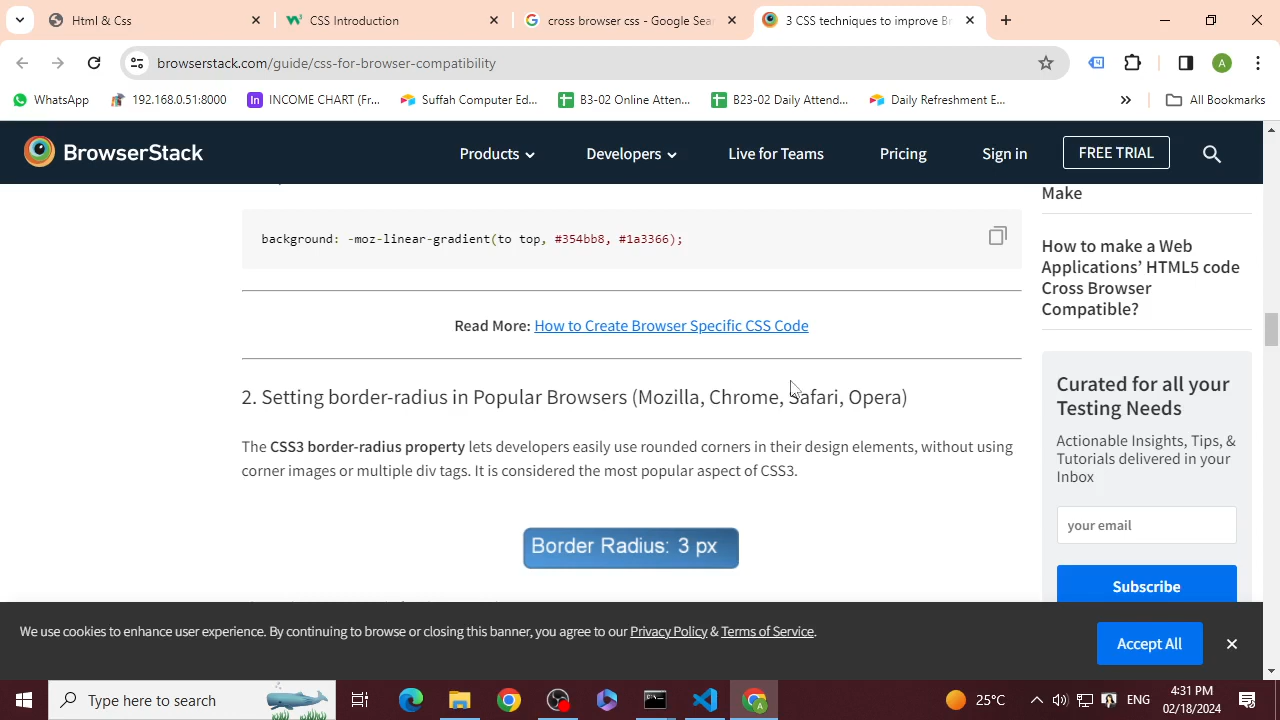 Html & Css
CSS Introduction
cross browser css - Google Sea
3 CSS techniques to improve Br
browserstack.com/guide/css-for-browser-compatibility
A
WhatsApp
192.168.0.51:8000
INCOME CHART (Fr...
Suffah Computer Ed...
B3-02 Online Atten...
B23-02 Daily Attend...
Daily Refreshment E...
All Bookmarks
BrowserStack
Products
Developers
Live for Teams
Pricing
Sign in
FREE TRIAL
background: -moz-linear-gradient(to top, #354bb8, #1a3366);
Read More: How to Create Browser Specific CSS Code
2. Setting border-radius in Popular Browsers (Mozilla, Chrome, Safari, Opera)
The CSS3 border-radius property lets developers easily use rounded corners in their design elements, without using
corner images or multiple div tags. It is considered the most popular aspect of CSS3.
Border Radius: 3 px
Make
How to make a Web
Applications’ HTML5 code
Cross Browser
Compatible?
Curated for all your
Testing Needs
Actionable Insights, Tips, &
Tutorials delivered in your
Inbox
your email
Subscribe
We use cookies to enhance user experience. By continuing to browse or closing this banner, you agree to our Privacy Policy & Terms of Service.
Accept All
Type here to search
25°C
ENG
4:31 PM
02/18/2024